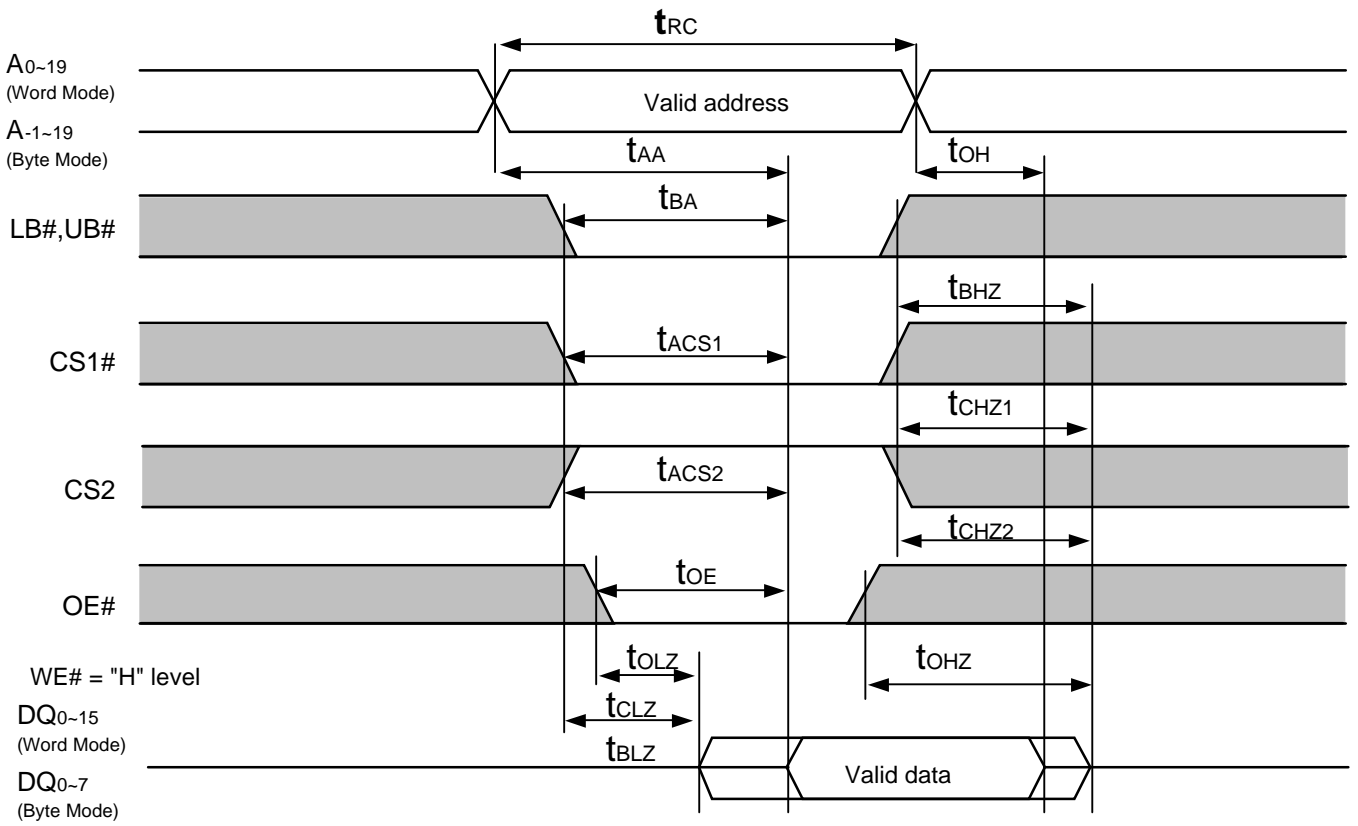 tRC
A0~19
(Word Mode)
Valid address
A-1~19
(Byte Mode)
tAA
tOH
tBA
LB#,UB#
tBHZ
tACS1
CS1#
tCHZ1
tACS2
CS2
tCHZ2
tOE
OE#
tOLZ
tOHZ
WE# = "H" level
tCLZ
DQ0~15
(Word Mode)
tBLZ
Valid data
DQ0~7
(Byte Mode)